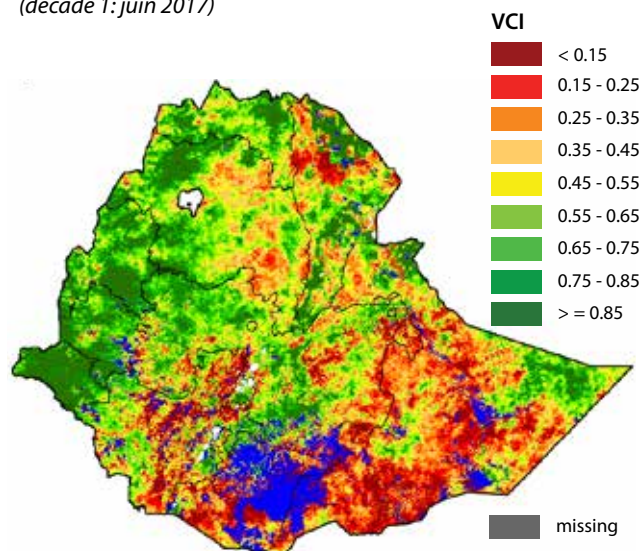 (décade 1: juin 2017)
VCI
< 0.15
0.15 - 0.25
0.25 - 0.35
0.35 - 0.45
0.45 - 0.55
0.55 - 0.65
0.65 - 0.75
0.75 - 0.85
> = 0.85
missing